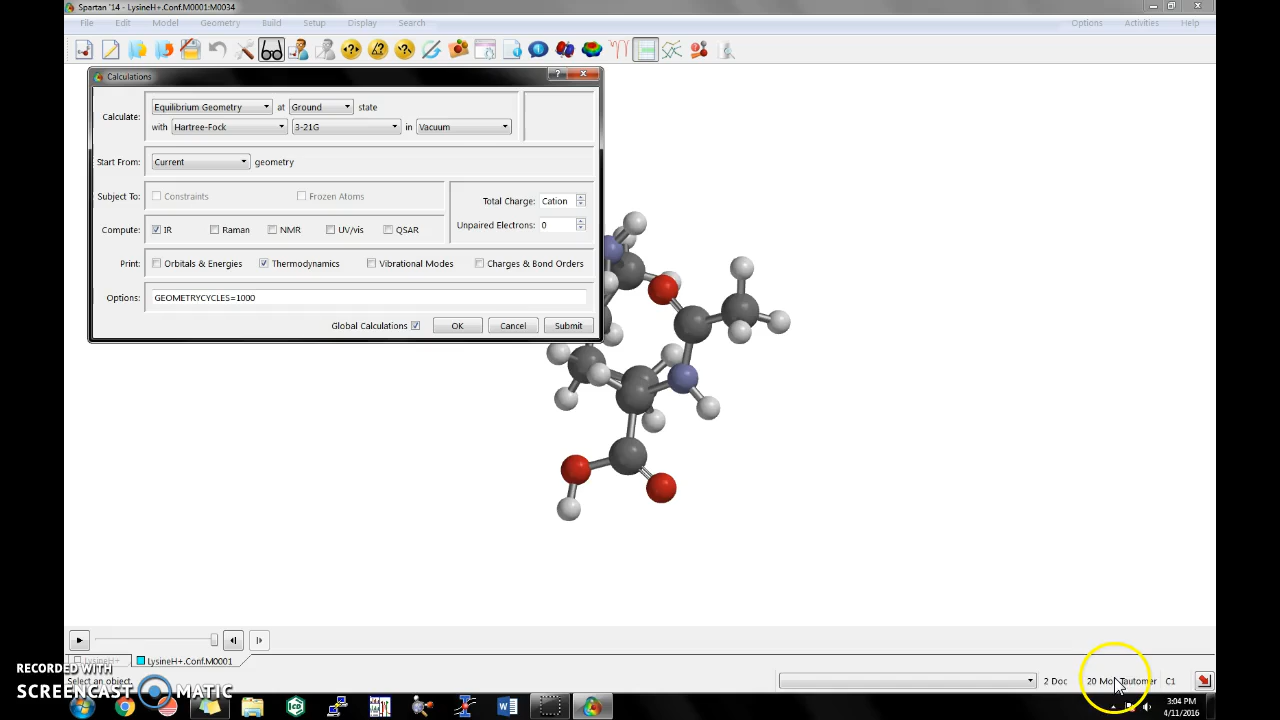 Spartan '14 - LysineH+.Conf.M0001:M0034
File Edit Model Geometry Build Setup Display Search Options Activities Help
Calculations
Calculate: Equilibrium Geometry at Ground state
with Hartree-Fock 3-21G in Vacuum
Start From: Current geometry
Subject To: Constraints Frozen Atoms
Total Charge: Cation
Compute: IR Raman NMR UV/vis QSAR
Unpaired Electrons: 0
Print: Orbitals & Energies Thermodynamics Vibrational Modes Charges & Bond Orders
Options: GEOMETRYCYCLES=1000
Global Calculations OK Cancel Submit
LysineH+ LysineH+.Conf.M0001
Select an object. 2 Doc 20 Mol Tautomer C1
RECORDED WITH
SCREENCAST MATIC
3:04 PM
4/11/2016